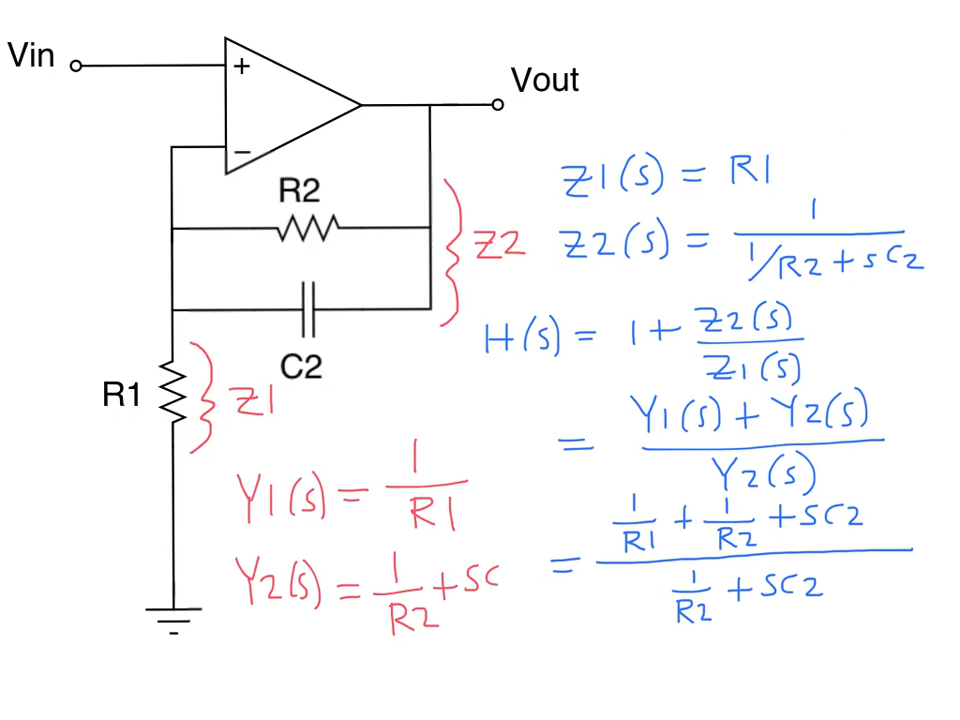 Vin
+
Vout
−
R2
Z1(s) = R1
Z2
Z2(s) = 1 / (1/R2 + sC2)
C2
H(s) = 1 + Z2(s) / Z1(s)
R1
Z1
= (Y1(s) + Y2(s)) / Y2(s)
Y1(s) = 1 / R1
= (1/R1 + 1/R2 + sC2) / (1/R2 + sC2)
Y2(s) = 1/R2 + sC